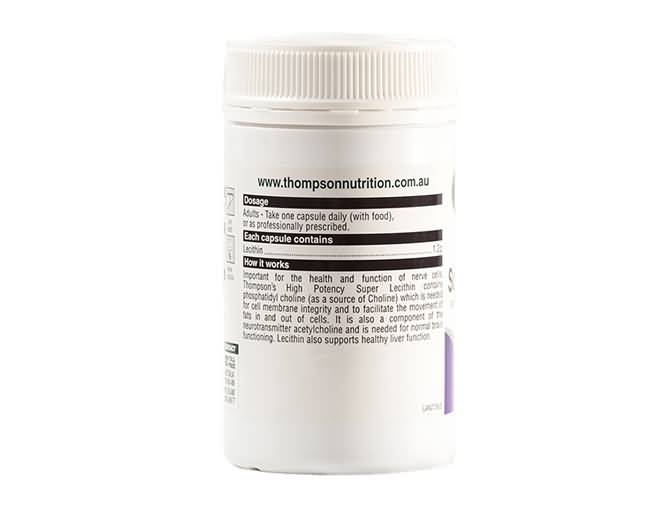 www.thompsonnutrition.com.au
Dosage
Adults - Take one capsule daily (with food),
or as professionally prescribed.
Each capsule contains
Lecithin 1.2g
How it works
Important for the health and function of nerve cells.
Thompson's High Potency Super Lecithin contains
phosphatidyl choline (as a source of Choline) which is needed
for cell membrane integrity and to facilitate the movement of
fats in and out of cells. It is also a component of the
neurotransmitter acetylcholine and is needed for normal brain
functioning. Lecithin also supports healthy liver function.